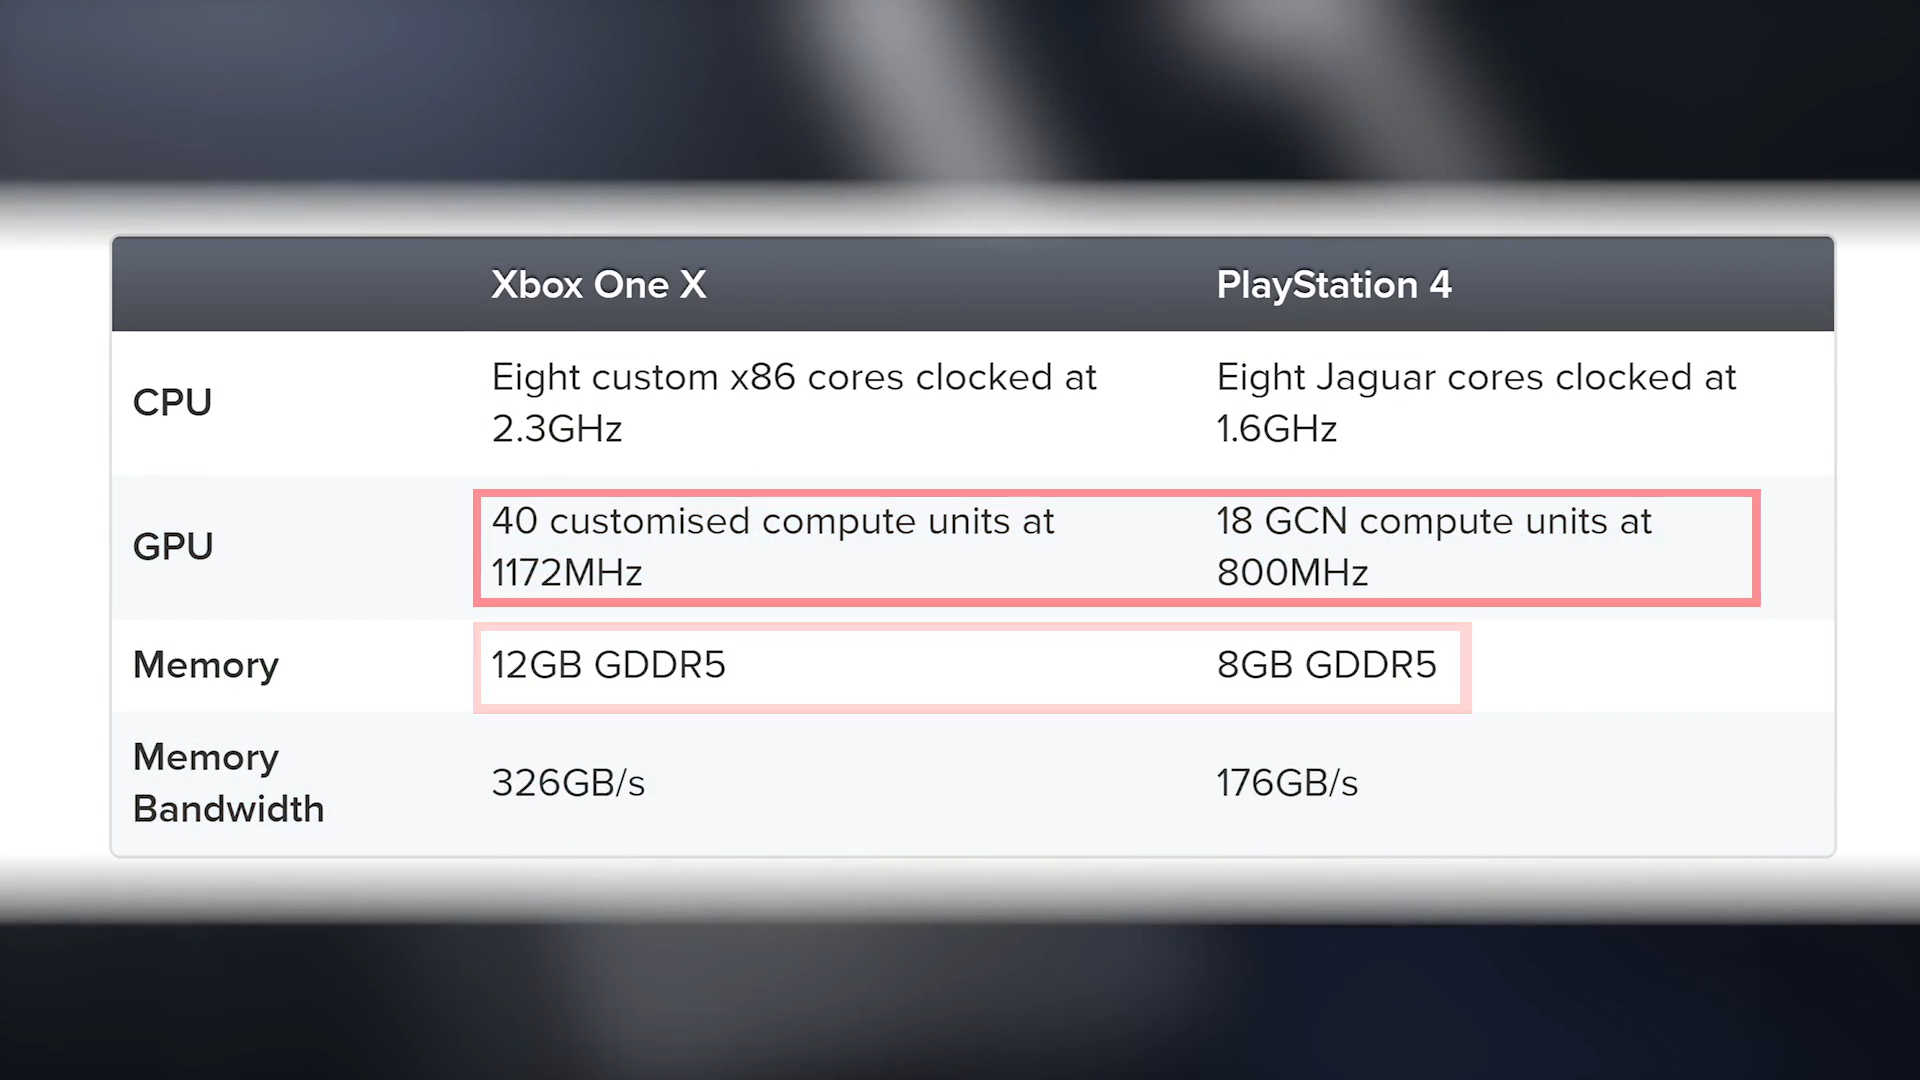 Xbox One X
PlayStation 4
CPU
Eight custom x86 cores clocked at
2.3GHz
Eight Jaguar cores clocked at
1.6GHz
GPU
40 customised compute units at
1172MHz
18 GCN compute units at
800MHz
Memory
12GB GDDR5
8GB GDDR5
Memory
Bandwidth
326GB/s
176GB/s